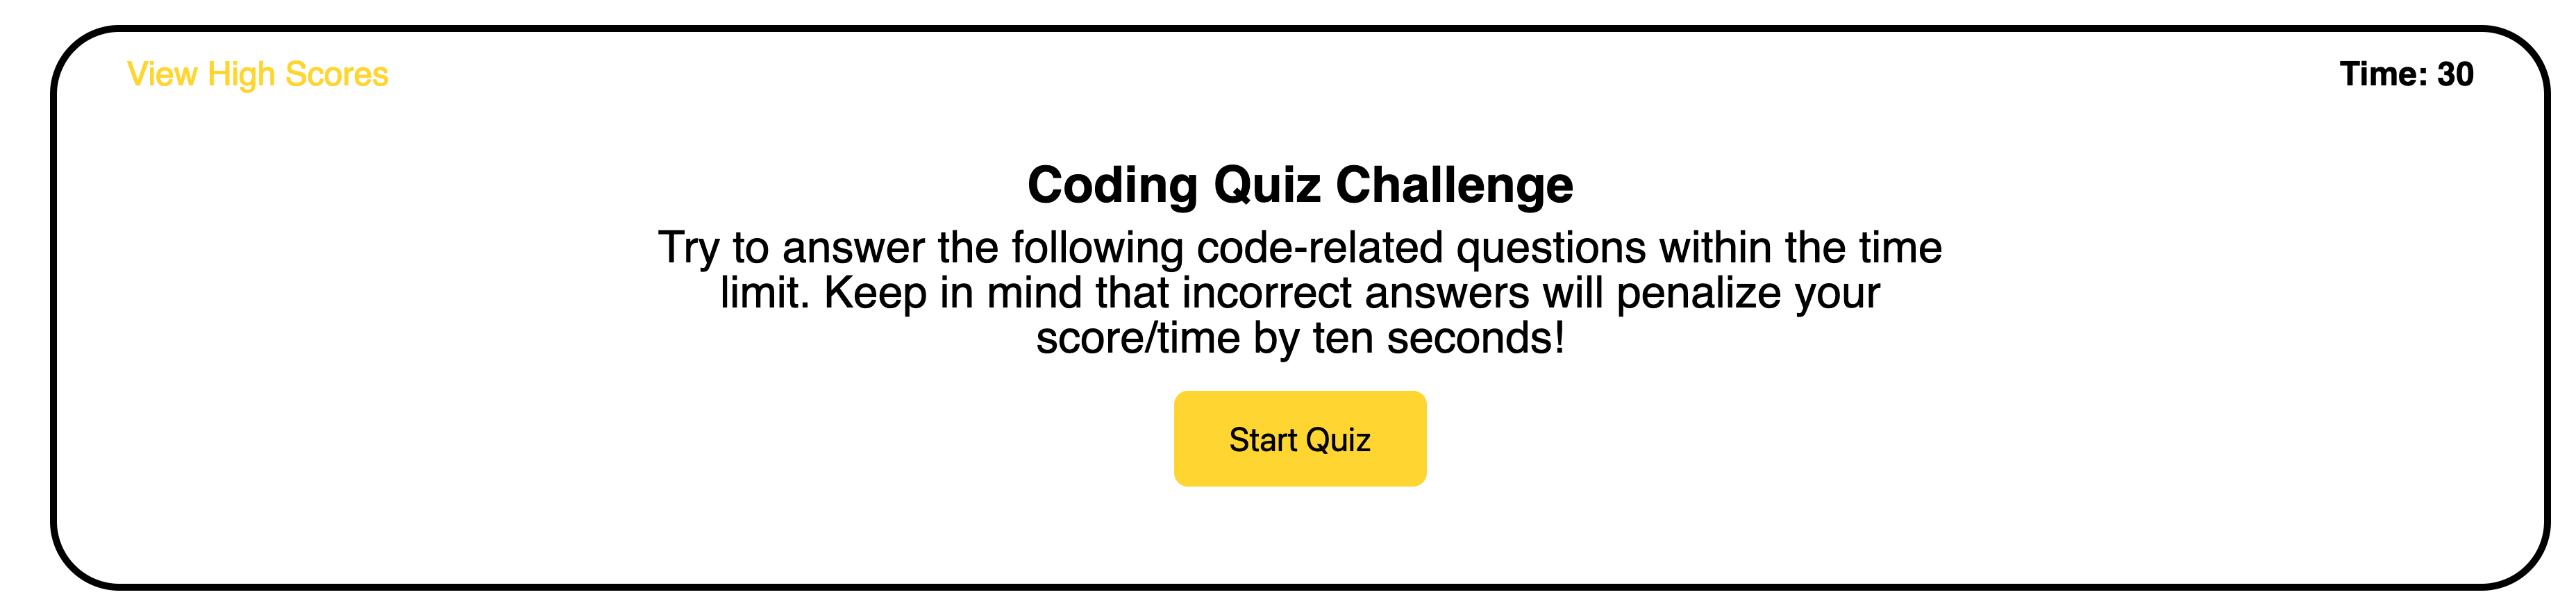 View High Scores
Time: 30
Coding Quiz Challenge
Try to answer the following code-related questions within the time
limit. Keep in mind that incorrect answers will penalize your
score/time by ten seconds!
Start Quiz